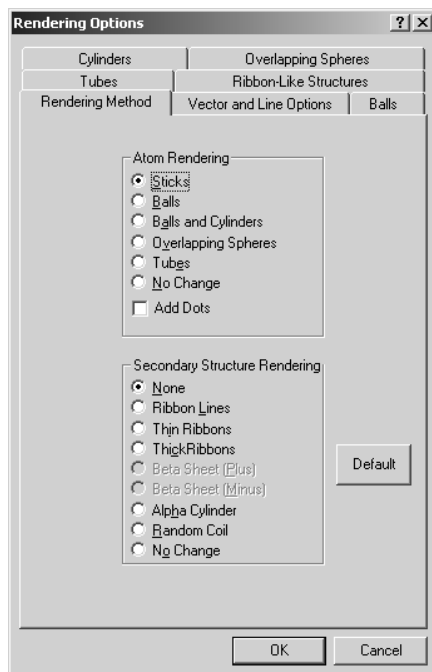 Rendering Options
Cylinders
Overlapping Spheres
Tubes
Ribbon-Like Structures
Rendering Method
Vector and Line Options
Balls
Atom Rendering
Sticks
Balls
Balls and Cylinders
Overlapping Spheres
Tubes
No Change
Add Dots
Secondary Structure Rendering
None
Ribbon Lines
Thin Ribbons
ThickRibbons
Beta Sheet (Plus)
Beta Sheet (Minus)
Alpha Cylinder
Random Coil
No Change
Default
OK
Cancel